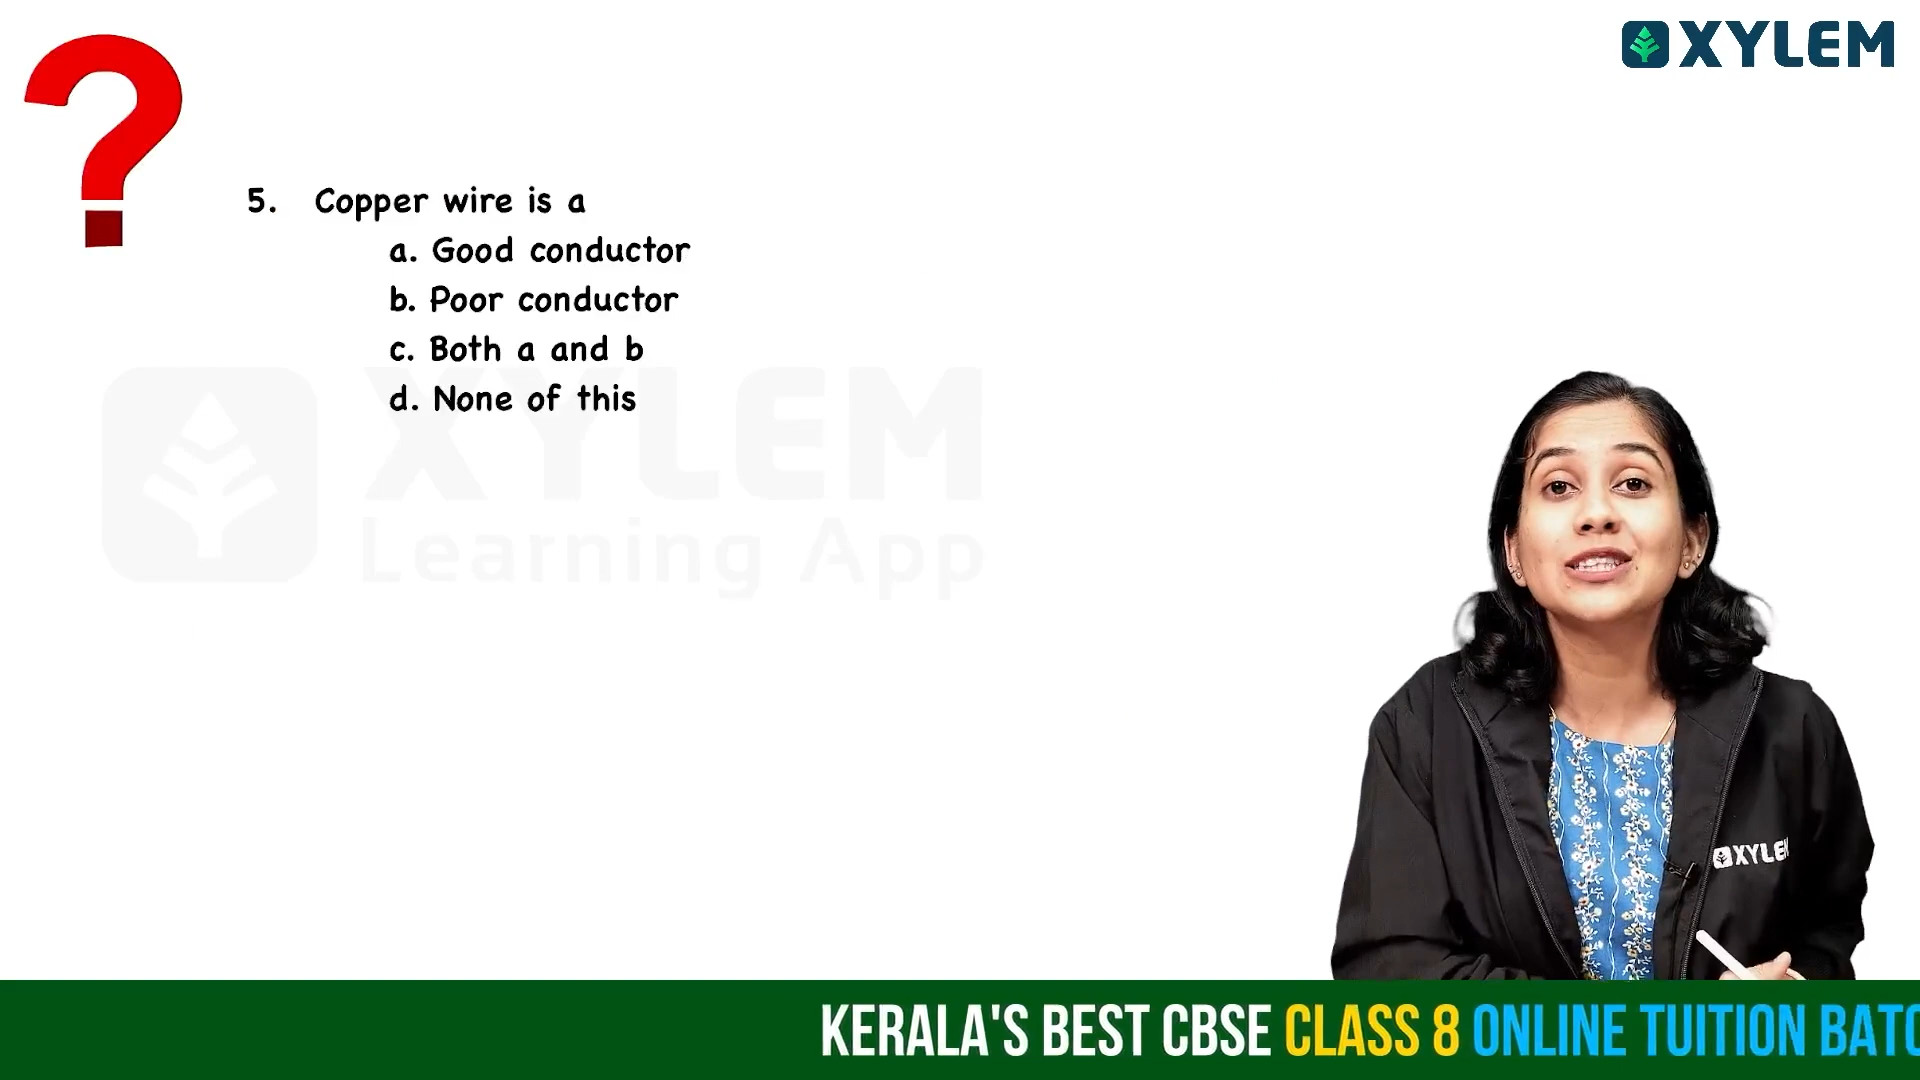 XYLEM
5. Copper wire is a
a. Good conductor
b. Poor conductor
c. Both a and b
d. None of this
XYLEM
Learning App
XYLEM
KERALA'S BEST CBSE CLASS 8 ONLINE TUITION BATC